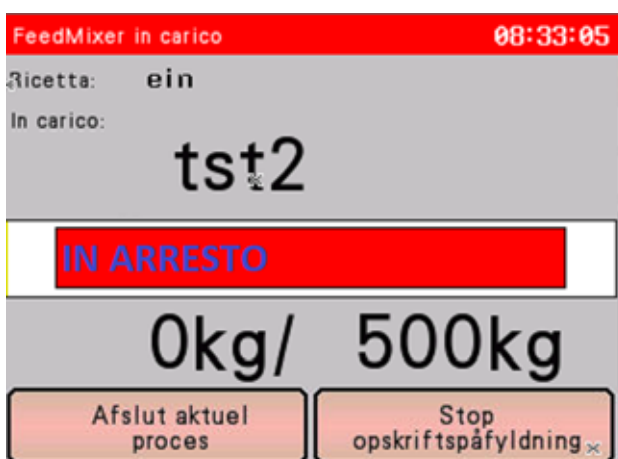 FeedMixer in carico 08:33:05
Ricetta: ein
In carico:
tst2
IN ARRESTO
0kg/ 500kg
Afslut aktuel
proces
Stop
opskriftspåfyldning